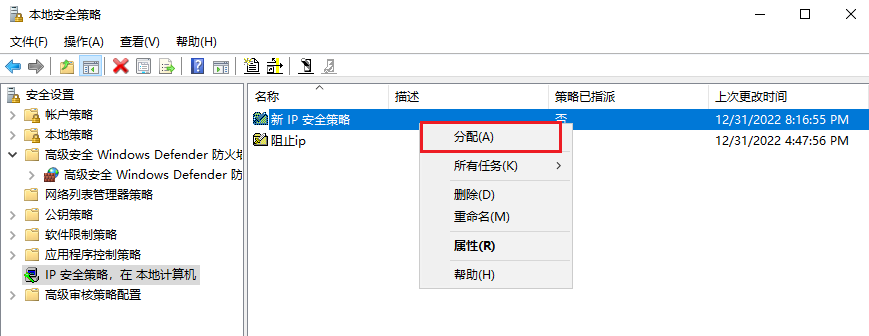 本地安全策略
文件(F) 操作(A) 查看(V) 帮助(H)
安全设置
帐户策略
本地策略
高级安全 Windows Defender 防火墙
高级安全 Windows Defender 防
网络列表管理器策略
公钥策略
软件限制策略
应用程序控制策略
IP 安全策略，在 本地计算机
高级审核策略配置
名称 描述 策略已指派 上次更改时间
新 IP 安全策略 否 12/31/2022 8:16:55 PM
阻止ip 12/31/2022 4:47:56 PM
分配(A)
所有任务(K)
删除(D)
重命名(M)
属性(R)
帮助(H)